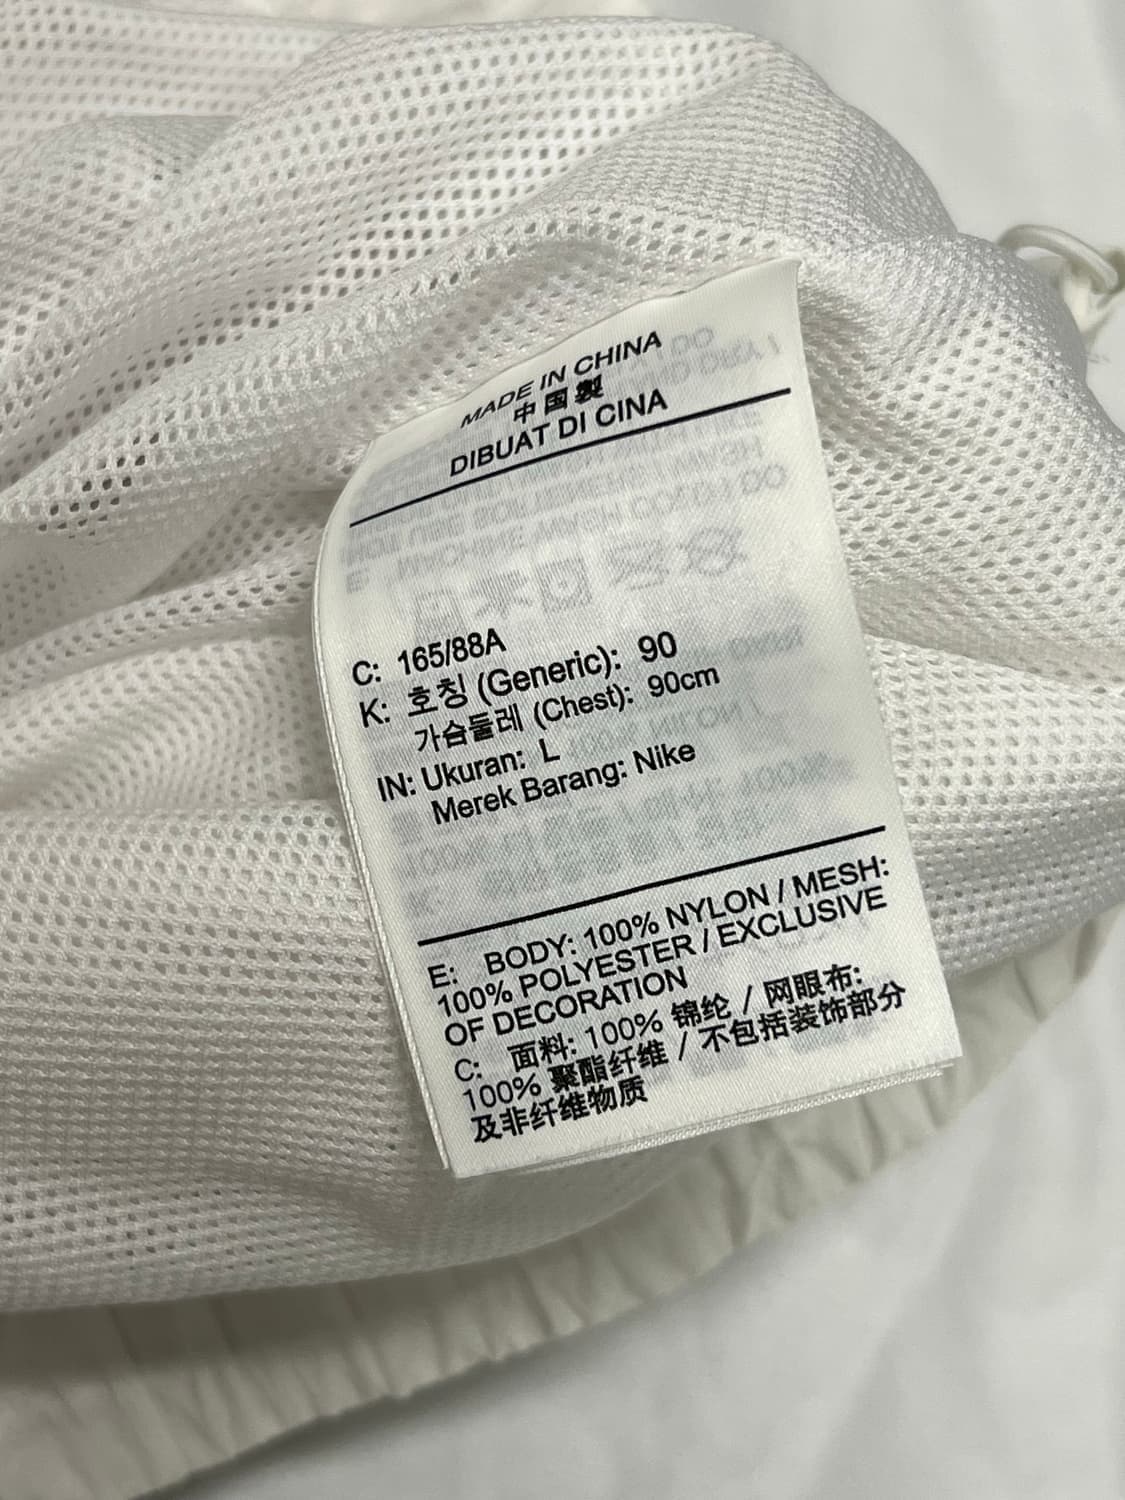 MADE IN CHINA
中国製
DIBUAT DI CINA
C: 165/88A
K: 호칭 (Generic): 90
가슴둘레 (Chest): 90cm
IN: Ukuran: L
Merek Barang: Nike
E: BODY: 100% NYLON / MESH:
100% POLYESTER / EXCLUSIVE
OF DECORATION
C: 面料: 100% 锦纶 / 网眼布:
100% 聚酯纤维 / 不包括装饰部分
及非纤维物质